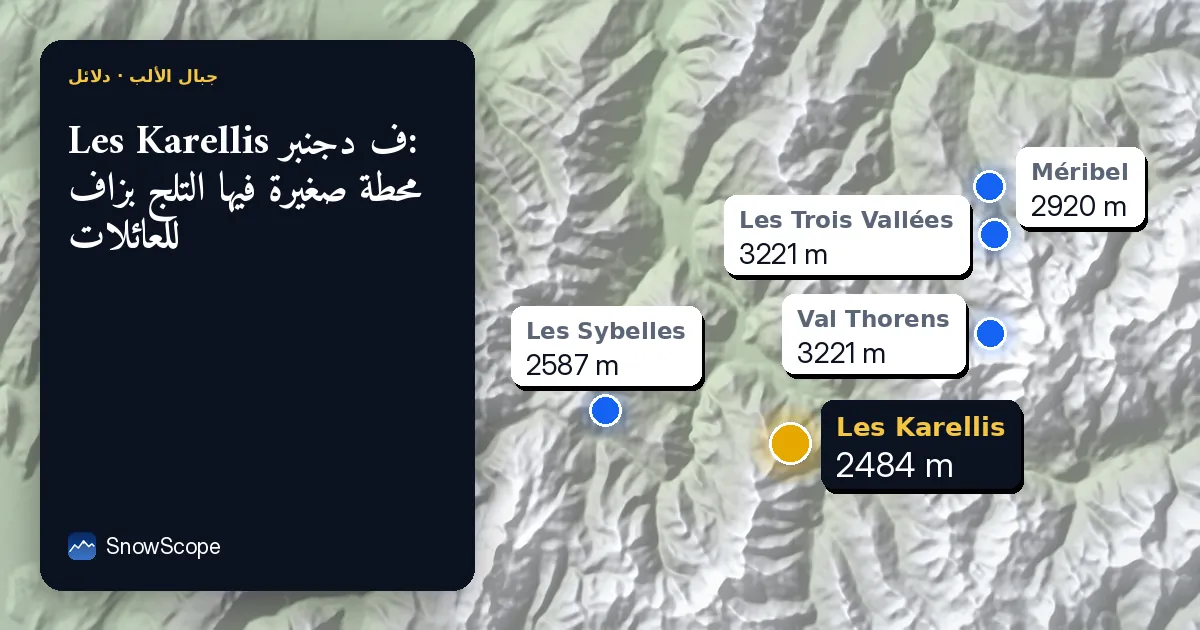 جبال الألب · دلائل
Les Karellis ف دجنبر:
محطة صغيرة فيها التلج بزاف
للعائلات
SnowScope
Méribel
2920 m
Les Trois Vallées
3221 m
Val Thorens
3221 m
Les Sybelles
2587 m
Les Karellis
2484 m